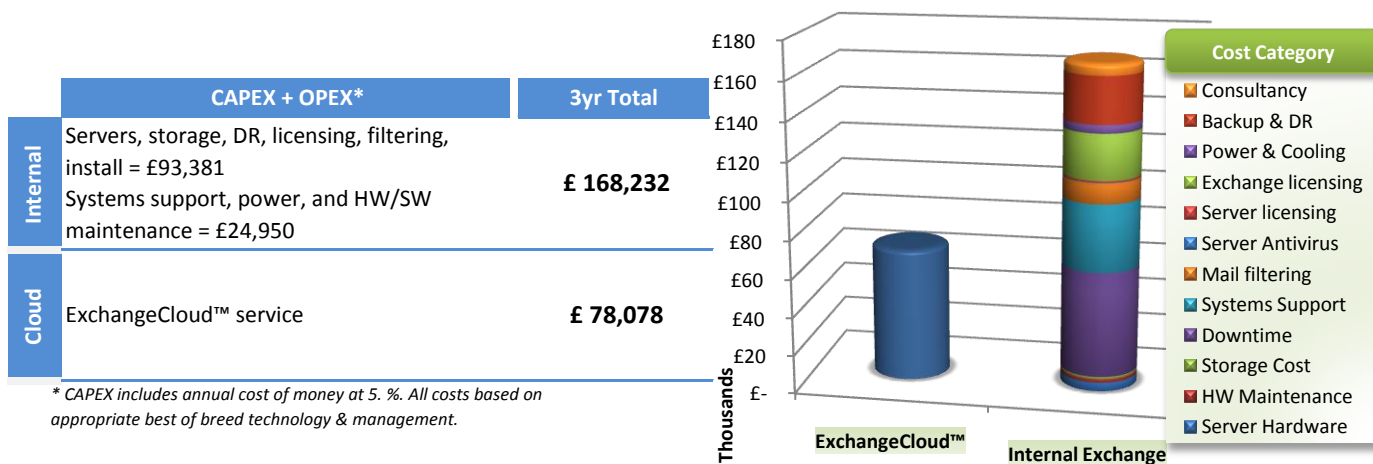 CAPEX + OPEX*
3yr Total
Internal
Servers, storage, DR, licensing, filtering,
install = £93,381
Systems support, power, and HW/SW
maintenance = £24,950
£ 168,232
Cloud
ExchangeCloud™ service
£ 78,078
* CAPEX includes annual cost of money at 5. %. All costs based on
appropriate best of breed technology & management.
£180
£160
£140
£120
£100
£80
£60
£40
£20
£-
Thousands
ExchangeCloud™
Internal Exchange
Cost Category
Consultancy
Backup & DR
Power & Cooling
Exchange licensing
Server licensing
Server Antivirus
Mail filtering
Systems Support
Downtime
Storage Cost
HW Maintenance
Server Hardware